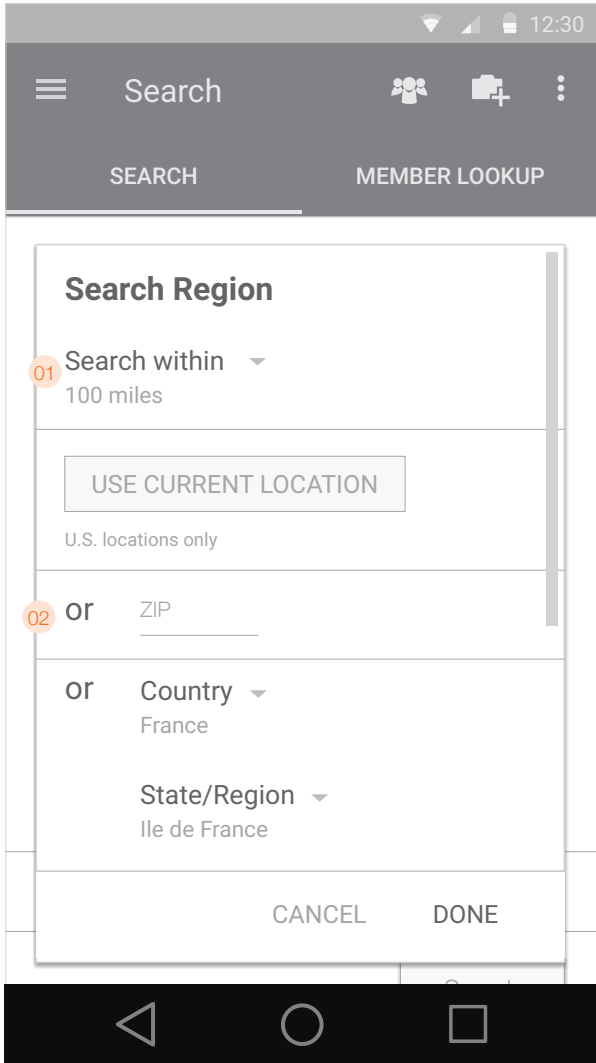 12:30
Search
SEARCH MEMBER LOOKUP
Search Region
01 Search within
100 miles
USE CURRENT LOCATION
U.S. locations only
02 or ZIP
or Country
France
State/Region
Ile de France
CANCEL DONE